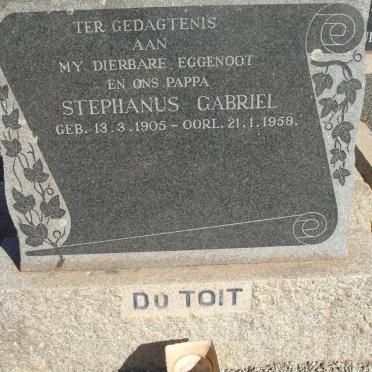 TER GEDAGTENIS
AAN
MY DIERBARE EGGENOOT
EN ONS PAPPA
STEPHANUS GABRIEL
GEB. 13.3.1905 – OORL. 21.1.1958.
DU TOIT